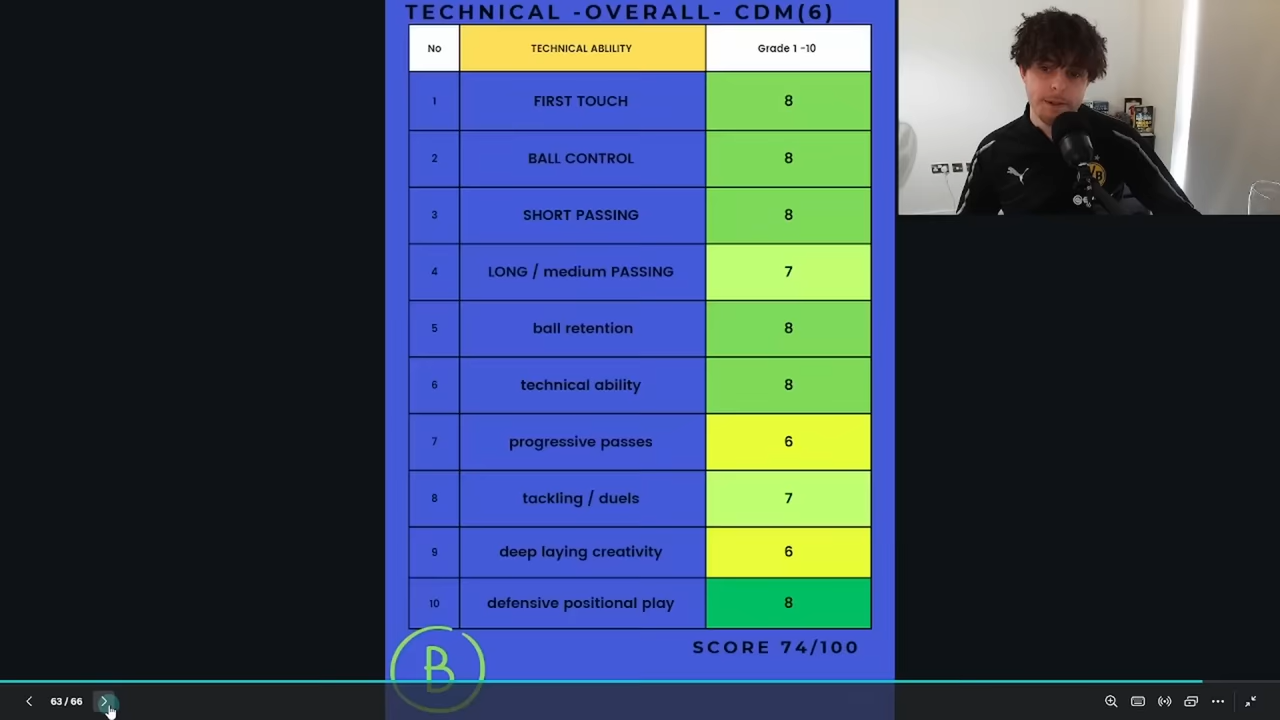 TECHNICAL -OVERALL- CDM(6)
No TECHNICAL ABLILITY Grade 1 -10
1 FIRST TOUCH 8
2 BALL CONTROL 8
3 SHORT PASSING 8
4 LONG / medium PASSING 7
5 ball retention 8
6 technical ability 8
7 progressive passes 6
8 tackling / duels 7
9 deep laying creativity 6
10 defensive positional play 8
B
SCORE 74/100
63 / 66